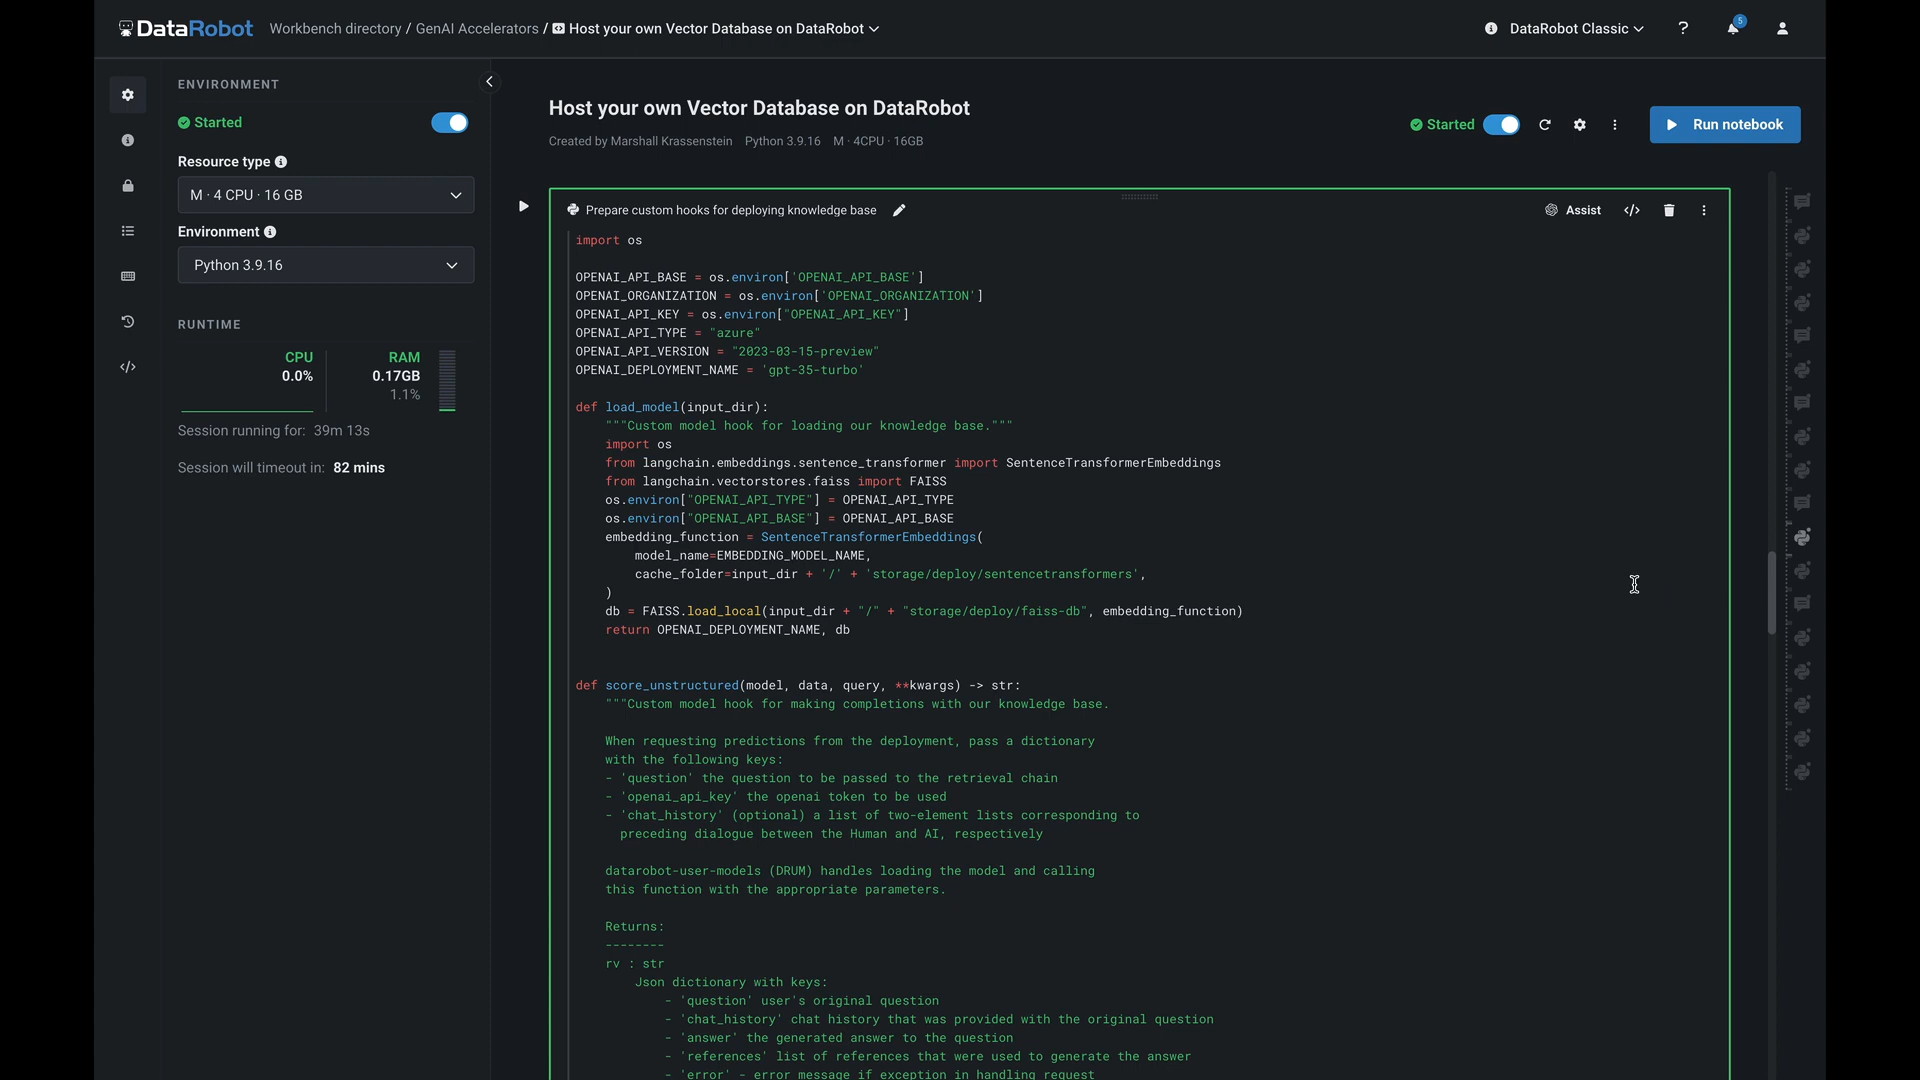 DataRobot
Workbench directory / GenAI Accelerators / Host your own Vector Database on DataRobot
DataRobot Classic
?
5
ENVIRONMENT
Started
Resource type
M · 4 CPU · 16 GB
Environment
Python 3.9.16
RUNTIME
CPU
0.0%
RAM
0.17GB
1.1%
Session running for: 39m 13s
Session will timeout in: 82 mins
Host your own Vector Database on DataRobot
Created by Marshall Krassenstein Python 3.9.16 M · 4CPU · 16GB
Started
Run notebook
Prepare custom hooks for deploying knowledge base
Assist
import os
OPENAI_API_BASE = os.environ['OPENAI_API_BASE']
OPENAI_ORGANIZATION = os.environ['OPENAI_ORGANIZATION']
OPENAI_API_KEY = os.environ["OPENAI_API_KEY"]
OPENAI_API_TYPE = "azure"
OPENAI_API_VERSION = "2023-03-15-preview"
OPENAI_DEPLOYMENT_NAME = 'gpt-35-turbo'
def load_model(input_dir):
"""Custom model hook for loading our knowledge base."""
import os
from langchain.embeddings.sentence_transformer import SentenceTransformerEmbeddings
from langchain.vectorstores.faiss import FAISS
os.environ["OPENAI_API_TYPE"] = OPENAI_API_TYPE
os.environ["OPENAI_API_BASE"] = OPENAI_API_BASE
embedding_function = SentenceTransformerEmbeddings(
model_name=EMBEDDING_MODEL_NAME,
cache_folder=input_dir + '/' + 'storage/deploy/sentencetransformers',
)
db = FAISS.load_local(input_dir + "/" + "storage/deploy/faiss-db", embedding_function)
return OPENAI_DEPLOYMENT_NAME, db
def score_unstructured(model, data, query, **kwargs) -> str:
"""Custom model hook for making completions with our knowledge base.
When requesting predictions from the deployment, pass a dictionary
with the following keys:
- 'question' the question to be passed to the retrieval chain
- 'openai_api_key' the openai token to be used
- 'chat_history' (optional) a list of two-element lists corresponding to
preceding dialogue between the Human and AI, respectively
datarobot-user-models (DRUM) handles loading the model and calling
this function with the appropriate parameters.
Returns:
--------
rv : str
Json dictionary with keys:
- 'question' user's original question
- 'chat_history' chat history that was provided with the original question
- 'answer' the generated answer to the question
- 'references' list of references that were used to generate the answer
- 'error' - error message if exception in handling request